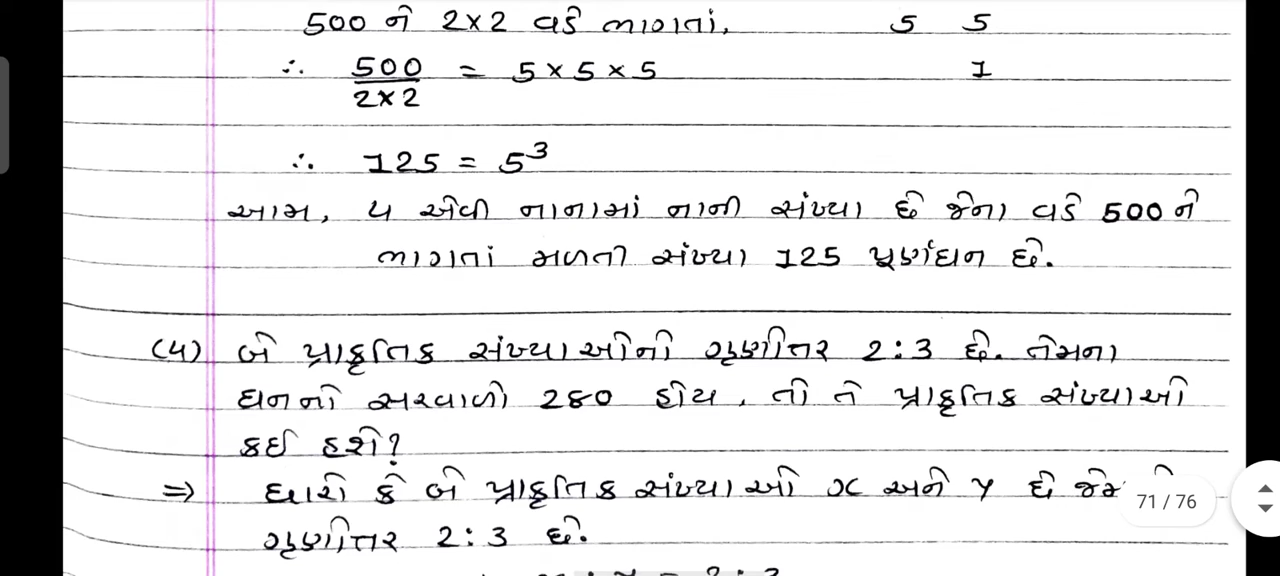 500 ને 2×2 વડે ભાગતાં, 5 5
∴ 500/2×2 = 5×5×5 1
∴ 125 = 5³
આમ, 4 એવી નાનામાં નાની સંખ્યા છે જેના વડે 500 ને
ભાગતાં મળતી સંખ્યા 125 પૂર્ણઘન છે.
(4) બે પ્રાકૃતિક સંખ્યાઓનો ગુણોત્તર 2:3 છે. તેમના
ઘનનો સરવાળો 280 હોય, તો તે પ્રાકૃતિક સંખ્યાઓ
કઈ હશે?
⇒ ધારો કે બે પ્રાકૃતિક સંખ્યાઓ x અને y છે
ગુણોત્તર 2:3 છે.
71 / 76